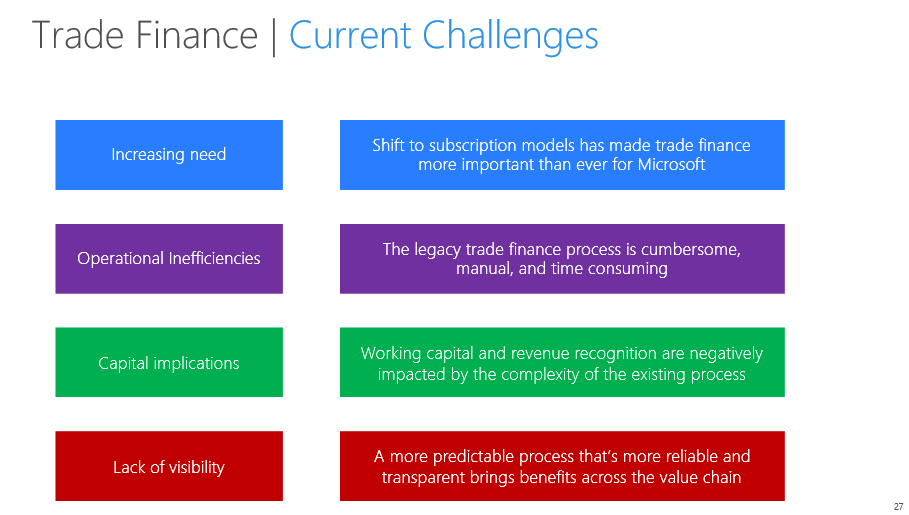 Trade Finance | Current Challenges
Increasing need
Shift to subscription models has made trade finance
more important than ever for Microsoft
Operational Inefficiencies
The legacy trade finance process is cumbersome,
manual, and time consuming
Capital implications
Working capital and revenue recognition are negatively
impacted by the complexity of the existing process
Lack of visibility
A more predictable process that's more reliable and
transparent brings benefits across the value chain
27